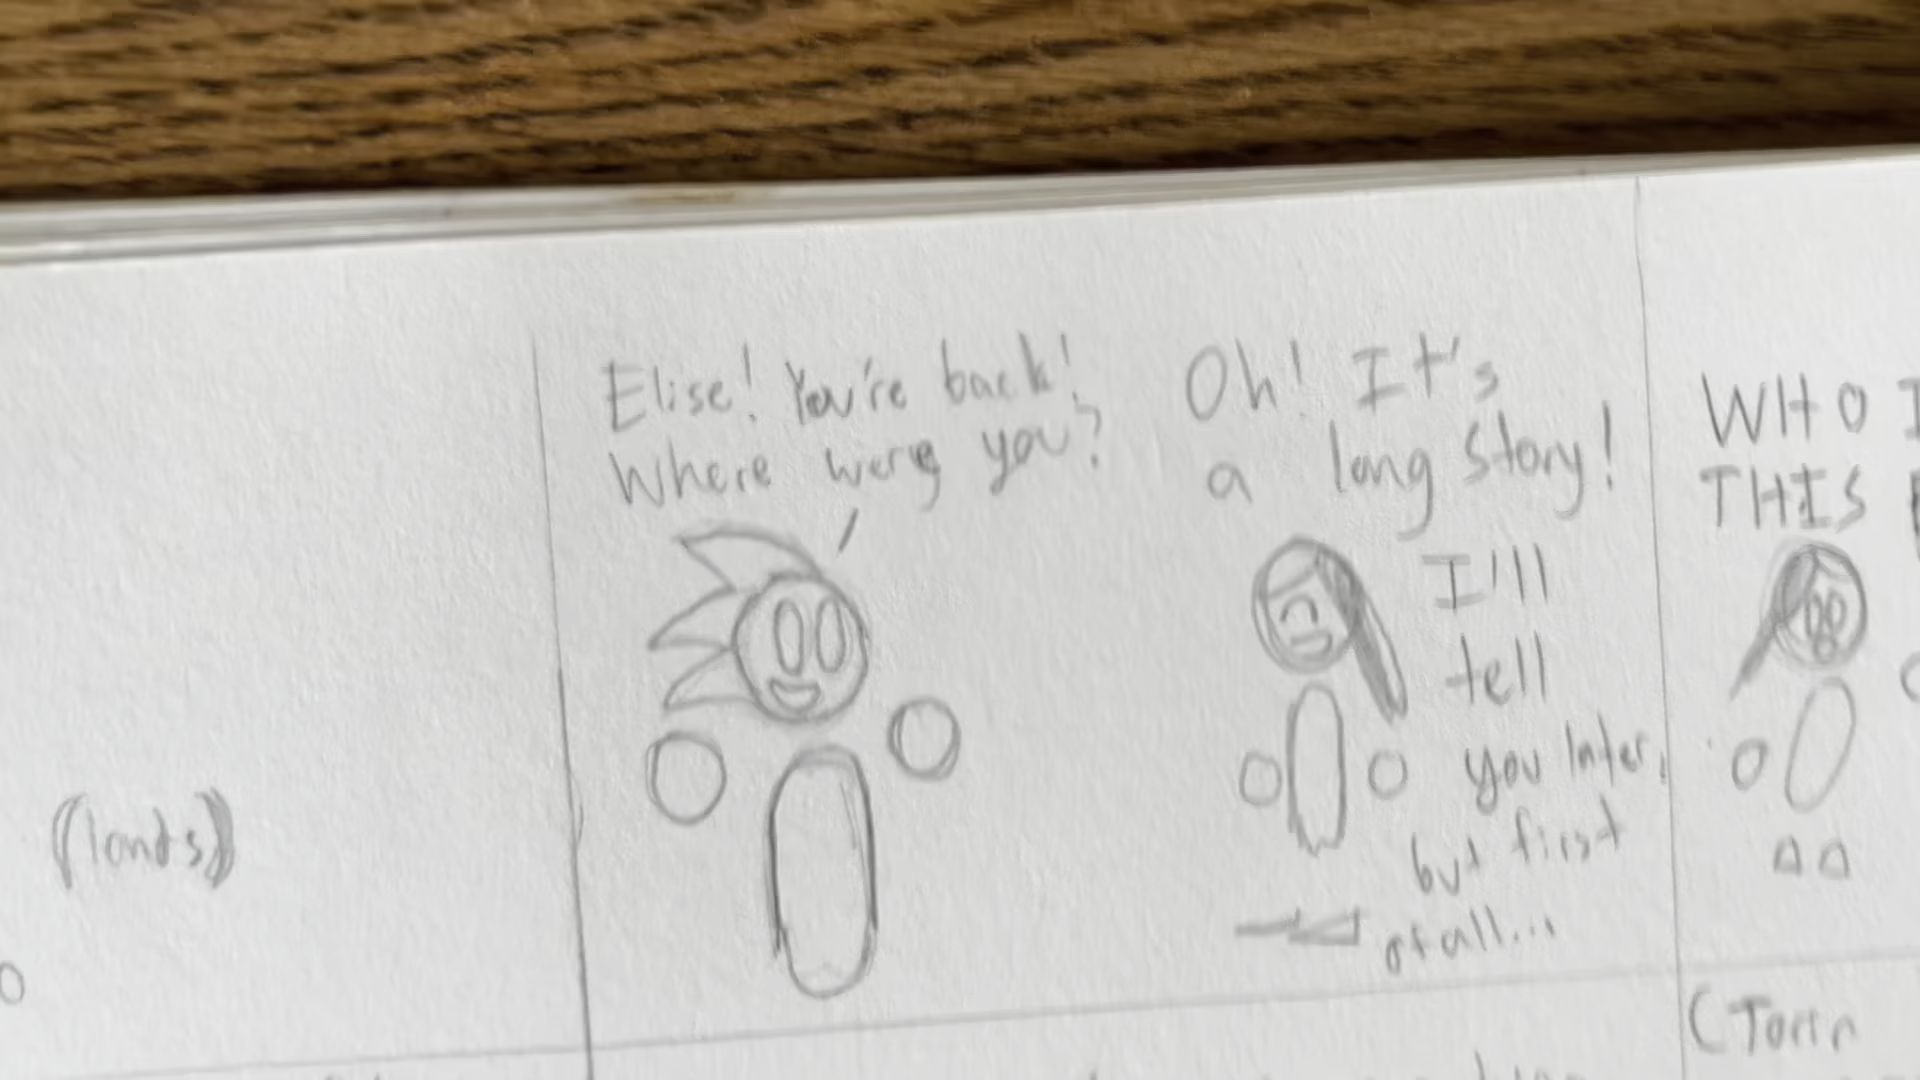 (lands)
Elise! You're back!
Where were you?
Oh! It's
a long story!
I'll
tell
you later,
but first
of all...
WHO
THIS